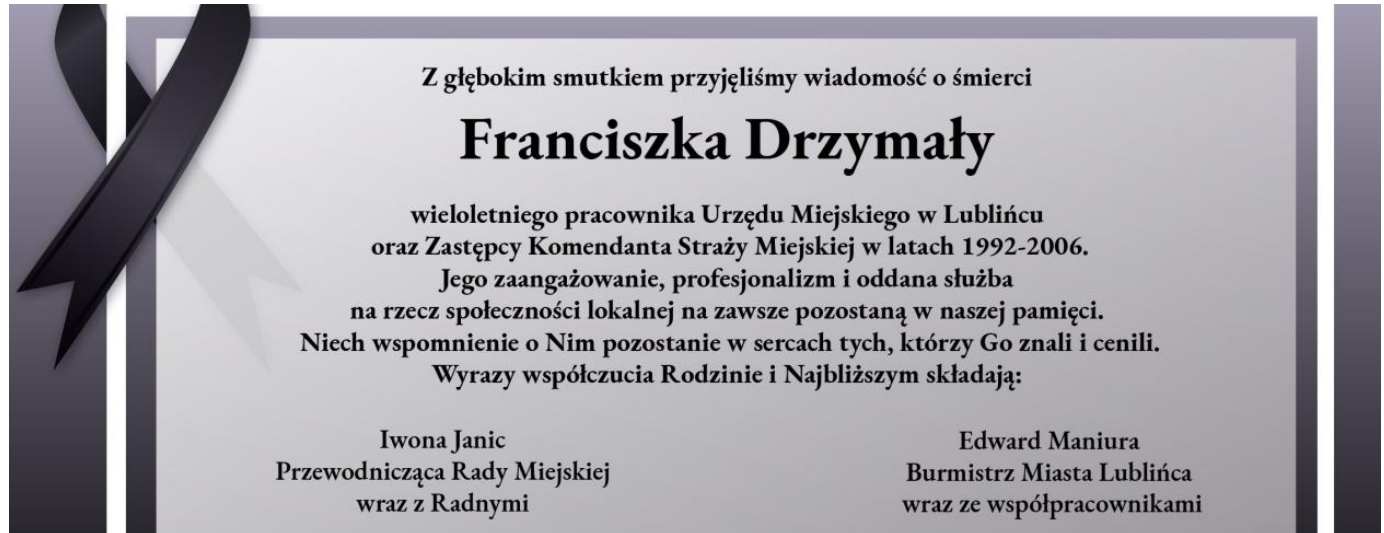 Z głębokim smutkiem przyjęliśmy wiadomość o śmierci
Franciszka Drzymały
wieloletniego pracownika Urzędu Miejskiego w Lublińcu
oraz Zastępcy Komendanta Straży Miejskiej w latach 1992-2006.
Jego zaangażowanie, profesjonalizm i oddana służba
na rzecz społeczności lokalnej na zawsze pozostaną w naszej pamięci.
Niech wspomnienie o Nim pozostanie w sercach tych, którzy Go znali i cenili.
Wyrazy współczucia Rodzinie i Najbliższym składają:
Iwona Janic
Przewodnicząca Rady Miejskiej
wraz z Radnymi
Edward Maniura
Burmistrz Miasta Lublińca
wraz ze współpracownikami